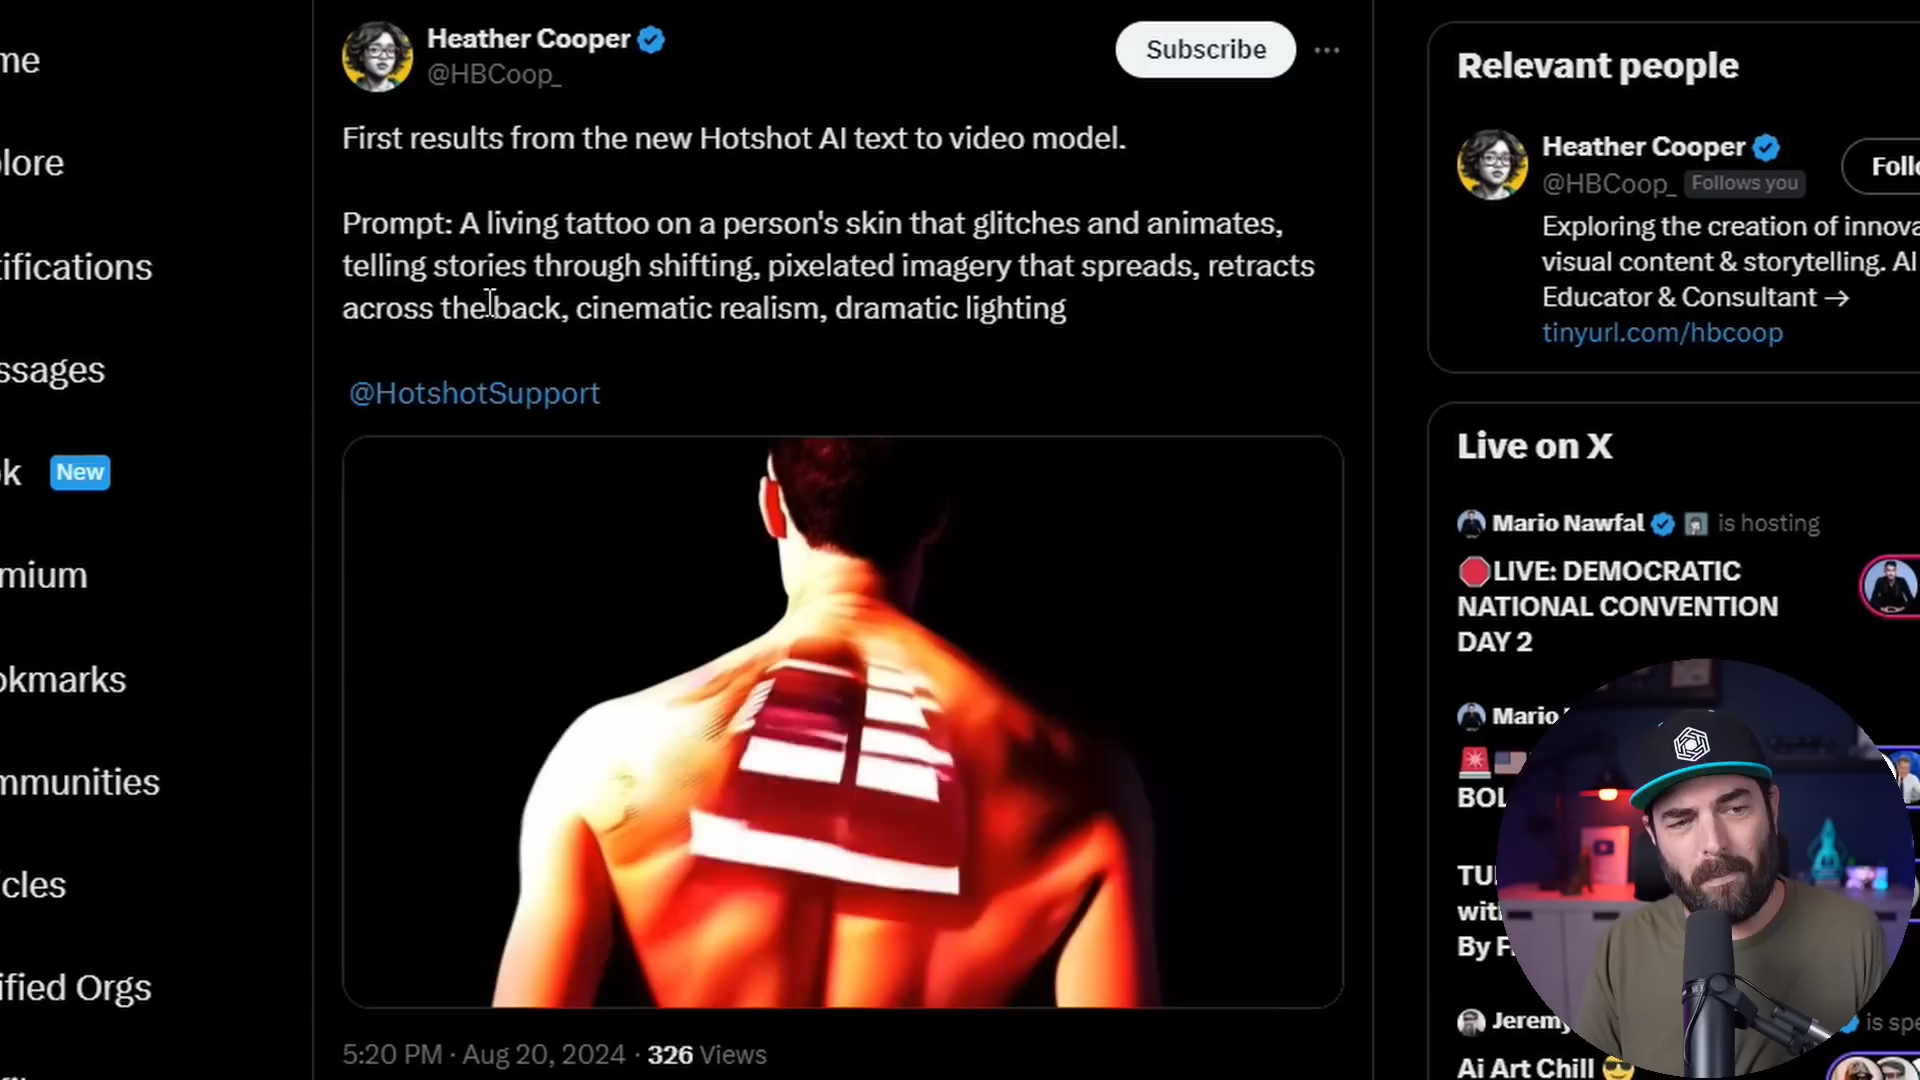 me
lore
ifications
ssages
k New
mium
okmarks
mmunities
icles
ified Orgs
Heather Cooper
@HBCoop_
Subscribe
First results from the new Hotshot AI text to video model.
Prompt: A living tattoo on a person's skin that glitches and animates,
telling stories through shifting, pixelated imagery that spreads, retracts
across the back, cinematic realism, dramatic lighting
@HotshotSupport
5:20 PM · Aug 20, 2024 · 326 Views
Relevant people
Heather Cooper
@HBCoop_ Follows you
Foll
Exploring the creation of innova
visual content & storytelling. AI
Educator & Consultant →
tinyurl.com/hbcoop
Live on X
Mario Nawfal is hosting
LIVE: DEMOCRATIC
NATIONAL CONVENTION
DAY 2
Mario
BOL
TU
wit
By F
Jeremy is spe
Ai Art Chill 😎